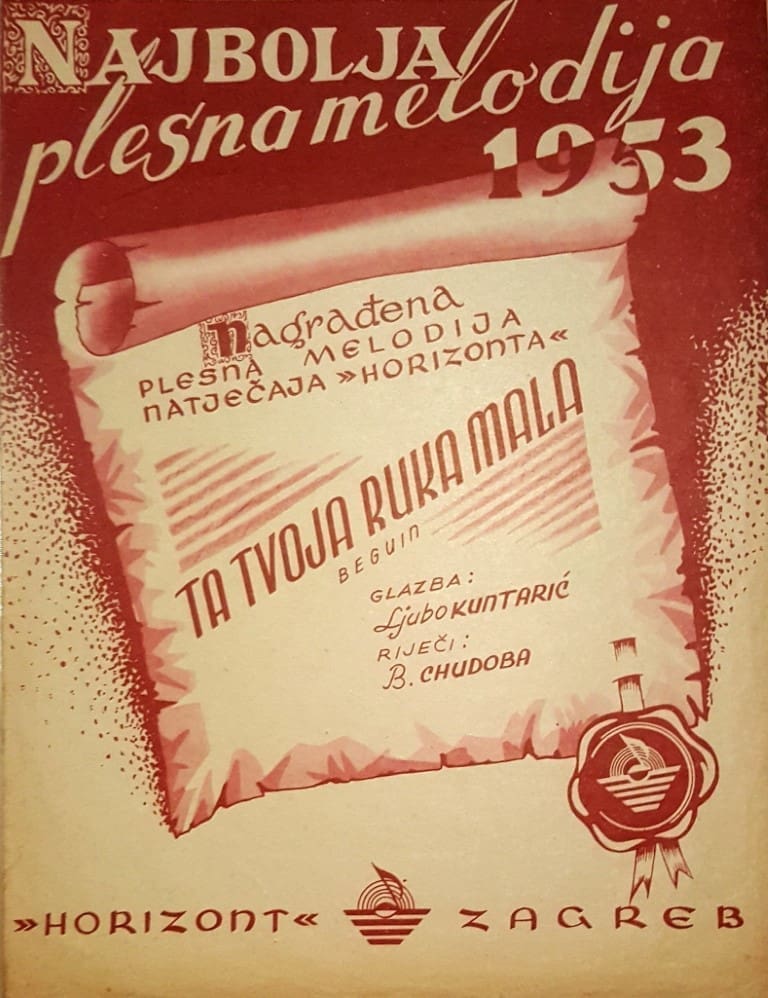 NAJBOLJA
plesna melodija
1953
Nagrađena
PLESNA MELODIJA
NATJEČAJA »HORIZONTA«
TA TVOJA RUKA MALA
BEGUIN
GLAZBA:
Ljubo KUNTARIĆ
RIJEČI:
B. CHUDOBA
»HORIZONT« ZAGREB